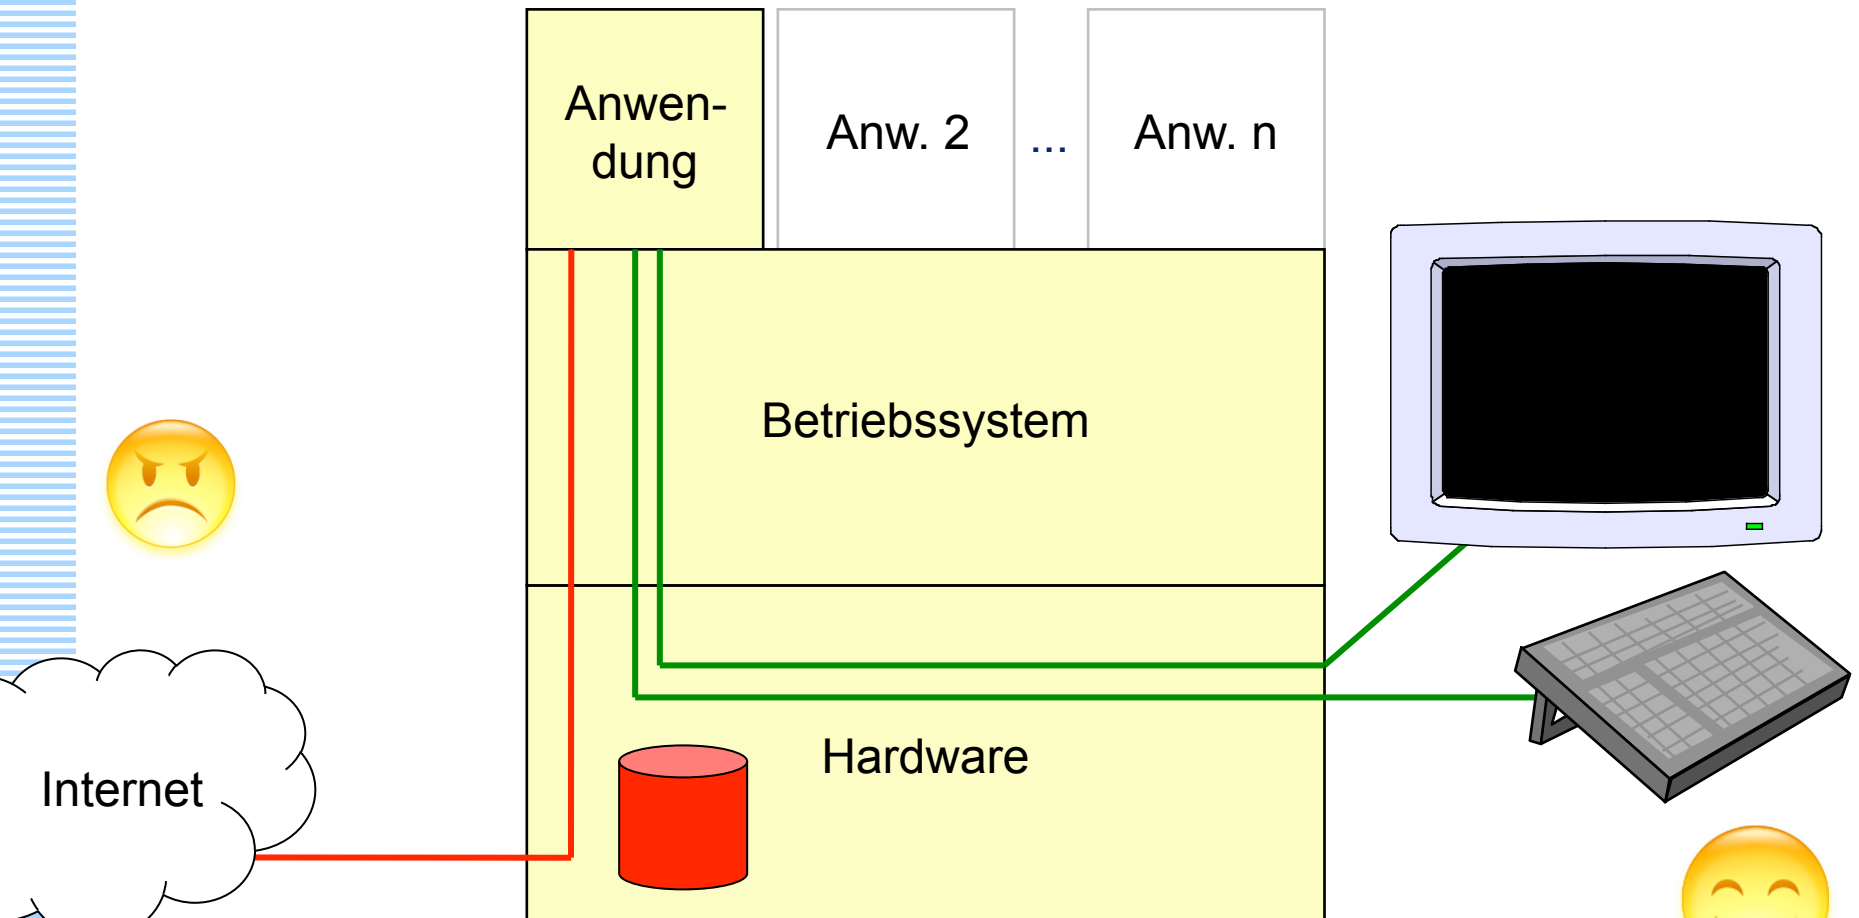 Anwen-
dung
Anw. 2
...
Anw. n
Betriebssystem
Hardware
Internet